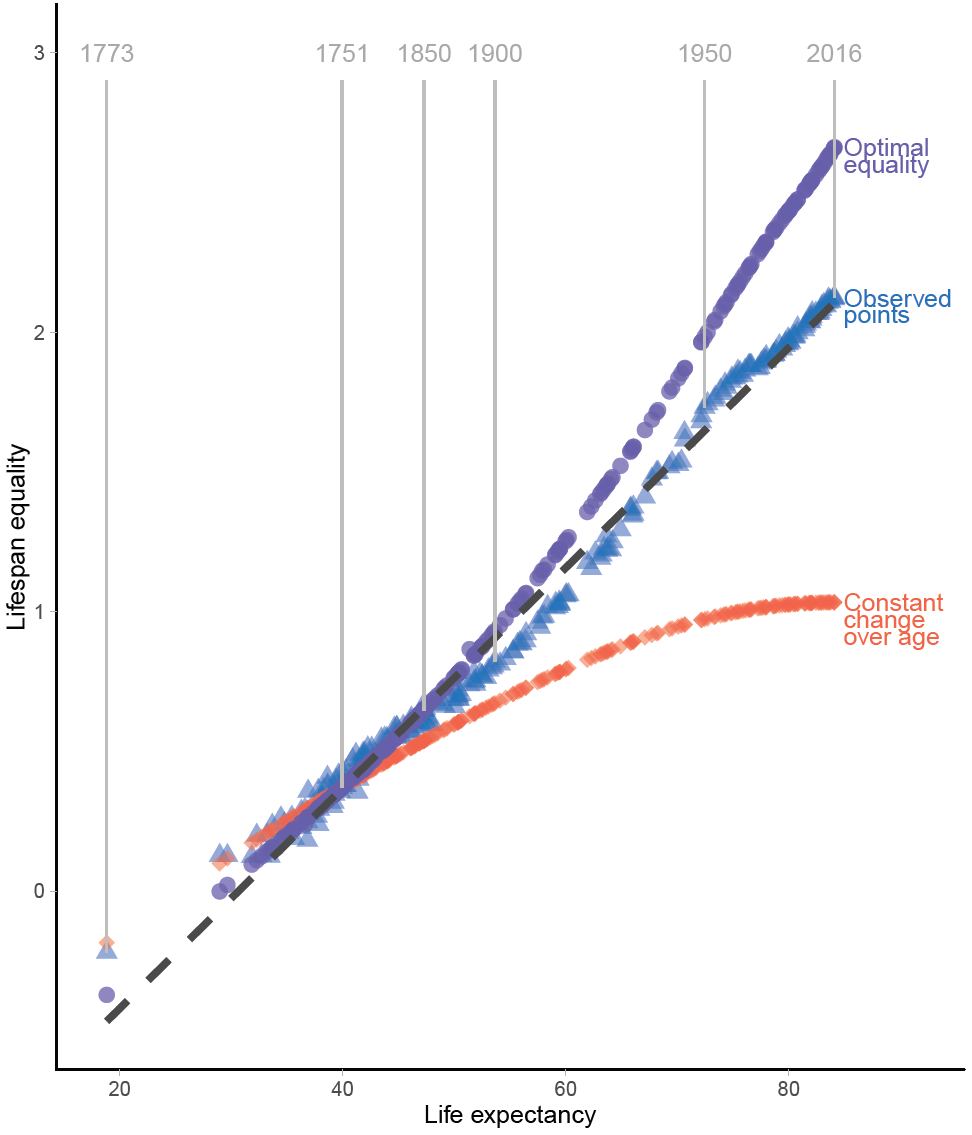 3
1773
1751
1850
1900
1950
2016
Optimal
equality
Observed
points
2
Constant
change
over age
1
0
Lifespan equality
20
40
60
80
Life expectancy